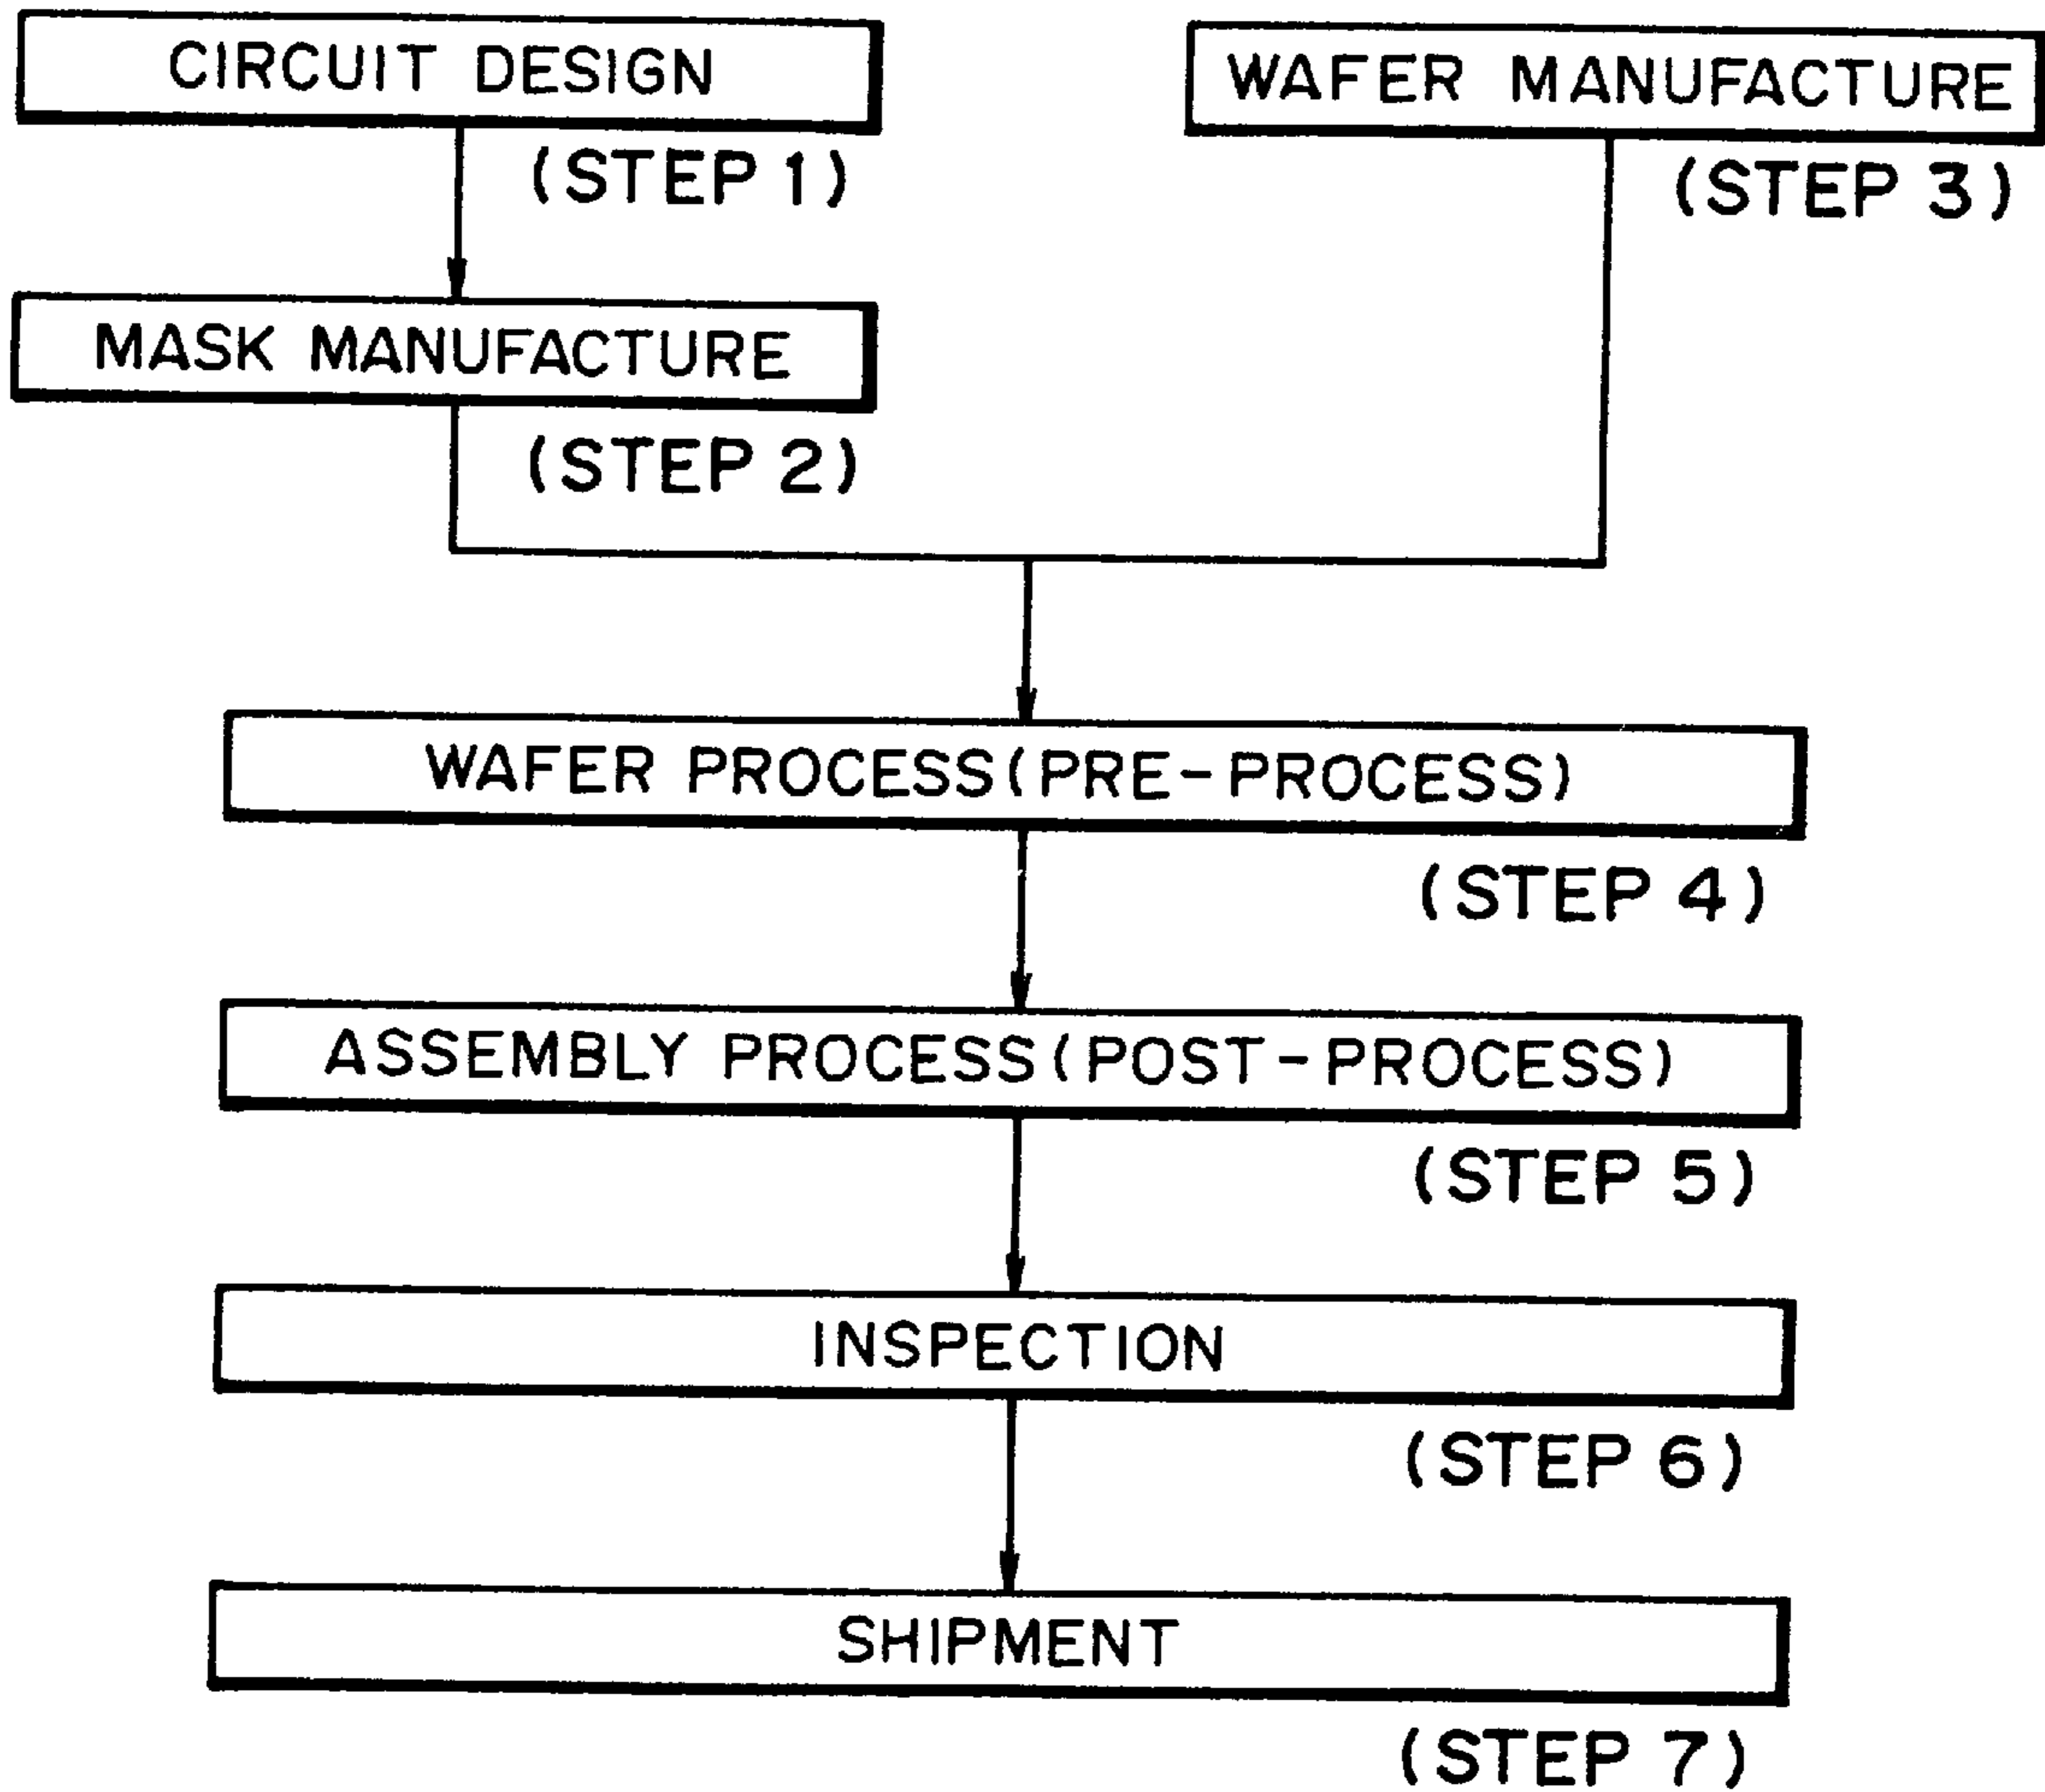 CIRCUIT DESIGN
(STEP 1)
WAFER MANUFACTURE
(STEP 3)
MASK MANUFACTURE
(STEP 2)
WAFER PROCESS(PRE-PROCESS)
(STEP 4)
ASSEMBLY PROCESS(POST-PROCESS)
(STEP 5)
INSPECTION
(STEP 6)
SHIPMENT
(STEP 7)